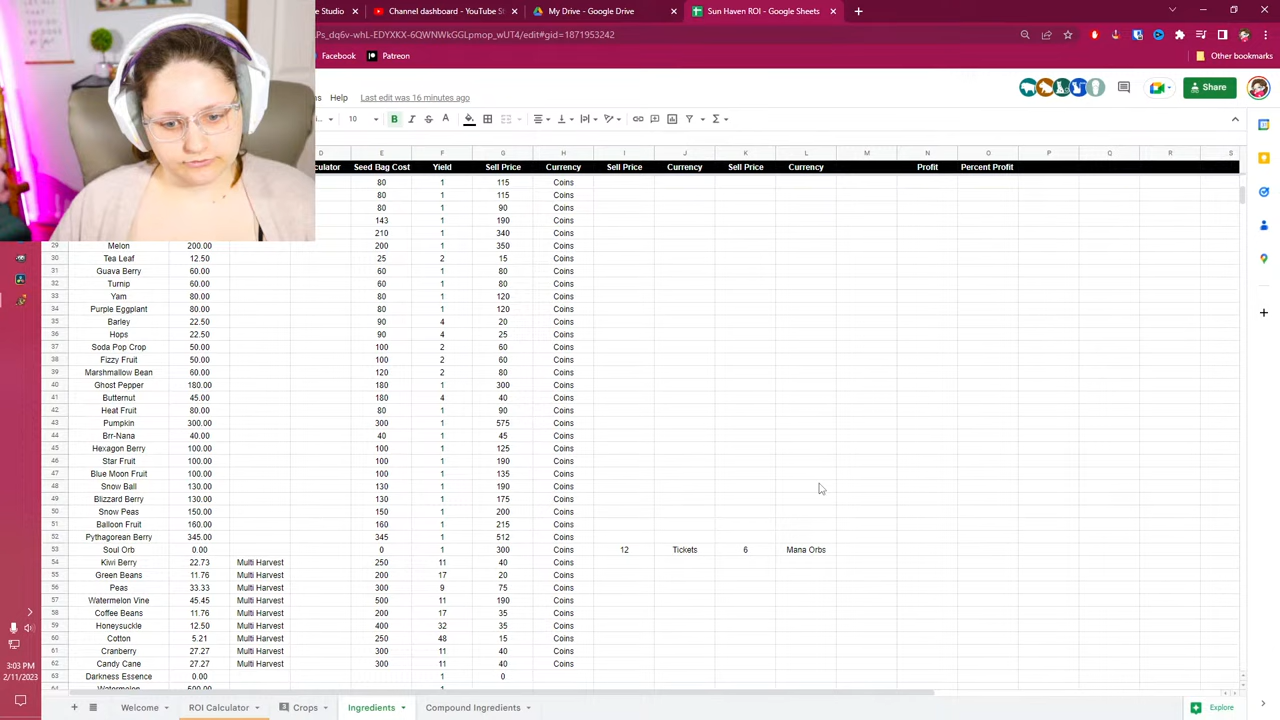 e Studio
Channel dashboard - YouTube S
My Drive - Google Drive
Sun Haven ROI - Google Sheets
Ps_dq6v-whL-EDYXKX-6QWNWkGGLpmop_wUT4/edit#gid=1871953242
Facebook
Patreon
Other bookmarks
Help
Last edit was 16 minutes ago
Share
10
D E F G H I J K L M N O P Q R S
culator Seed Bag Cost Yield Sell Price Currency Sell Price Currency Sell Price Currency Profit Percent Profit
80 1 115 Coins
80 1 115 Coins
80 1 90 Coins
143 1 190 Coins
210 1 340 Coins
29 Melon 200.00 200 1 350 Coins
30 Tea Leaf 12.50 25 2 15 Coins
31 Guava Berry 60.00 60 1 80 Coins
32 Turnip 60.00 60 1 80 Coins
33 Yam 80.00 80 1 120 Coins
34 Purple Eggplant 80.00 80 1 120 Coins
35 Barley 22.50 90 4 20 Coins
36 Hops 22.50 90 4 25 Coins
37 Soda Pop Crop 50.00 100 2 60 Coins
38 Fizzy Fruit 50.00 100 2 60 Coins
39 Marshmallow Bean 60.00 120 2 80 Coins
40 Ghost Pepper 180.00 180 1 300 Coins
41 Butternut 45.00 180 4 40 Coins
42 Heat Fruit 80.00 80 1 90 Coins
43 Pumpkin 300.00 300 1 575 Coins
44 Brr-Nana 40.00 40 1 45 Coins
45 Hexagon Berry 100.00 100 1 125 Coins
46 Star Fruit 100.00 100 1 190 Coins
47 Blue Moon Fruit 100.00 100 1 135 Coins
48 Snow Ball 130.00 130 1 190 Coins
49 Blizzard Berry 130.00 130 1 175 Coins
50 Snow Peas 150.00 150 1 200 Coins
51 Balloon Fruit 160.00 160 1 215 Coins
52 Pythagorean Berry 345.00 345 1 512 Coins
53 Soul Orb 0.00 0 1 300 Coins 12 Tickets 6 Mana Orbs
54 Kiwi Berry 22.73 Multi Harvest 250 11 40 Coins
55 Green Beans 11.76 Multi Harvest 200 17 20 Coins
56 Peas 33.33 Multi Harvest 300 9 75 Coins
57 Watermelon Vine 45.45 Multi Harvest 500 11 190 Coins
58 Coffee Beans 11.76 Multi Harvest 200 17 35 Coins
59 Honeysuckle 12.50 Multi Harvest 400 32 35 Coins
60 Cotton 5.21 Multi Harvest 250 48 15 Coins
61 Cranberry 27.27 Multi Harvest 300 11 40 Coins
62 Candy Cane 27.27 Multi Harvest 300 11 40 Coins
63 Darkness Essence 0.00 1 0
64 Watermelon 500.00 1
3:03 PM
2/11/2023
Welcome
ROI Calculator
Crops
Ingredients
Compound Ingredients
Explore